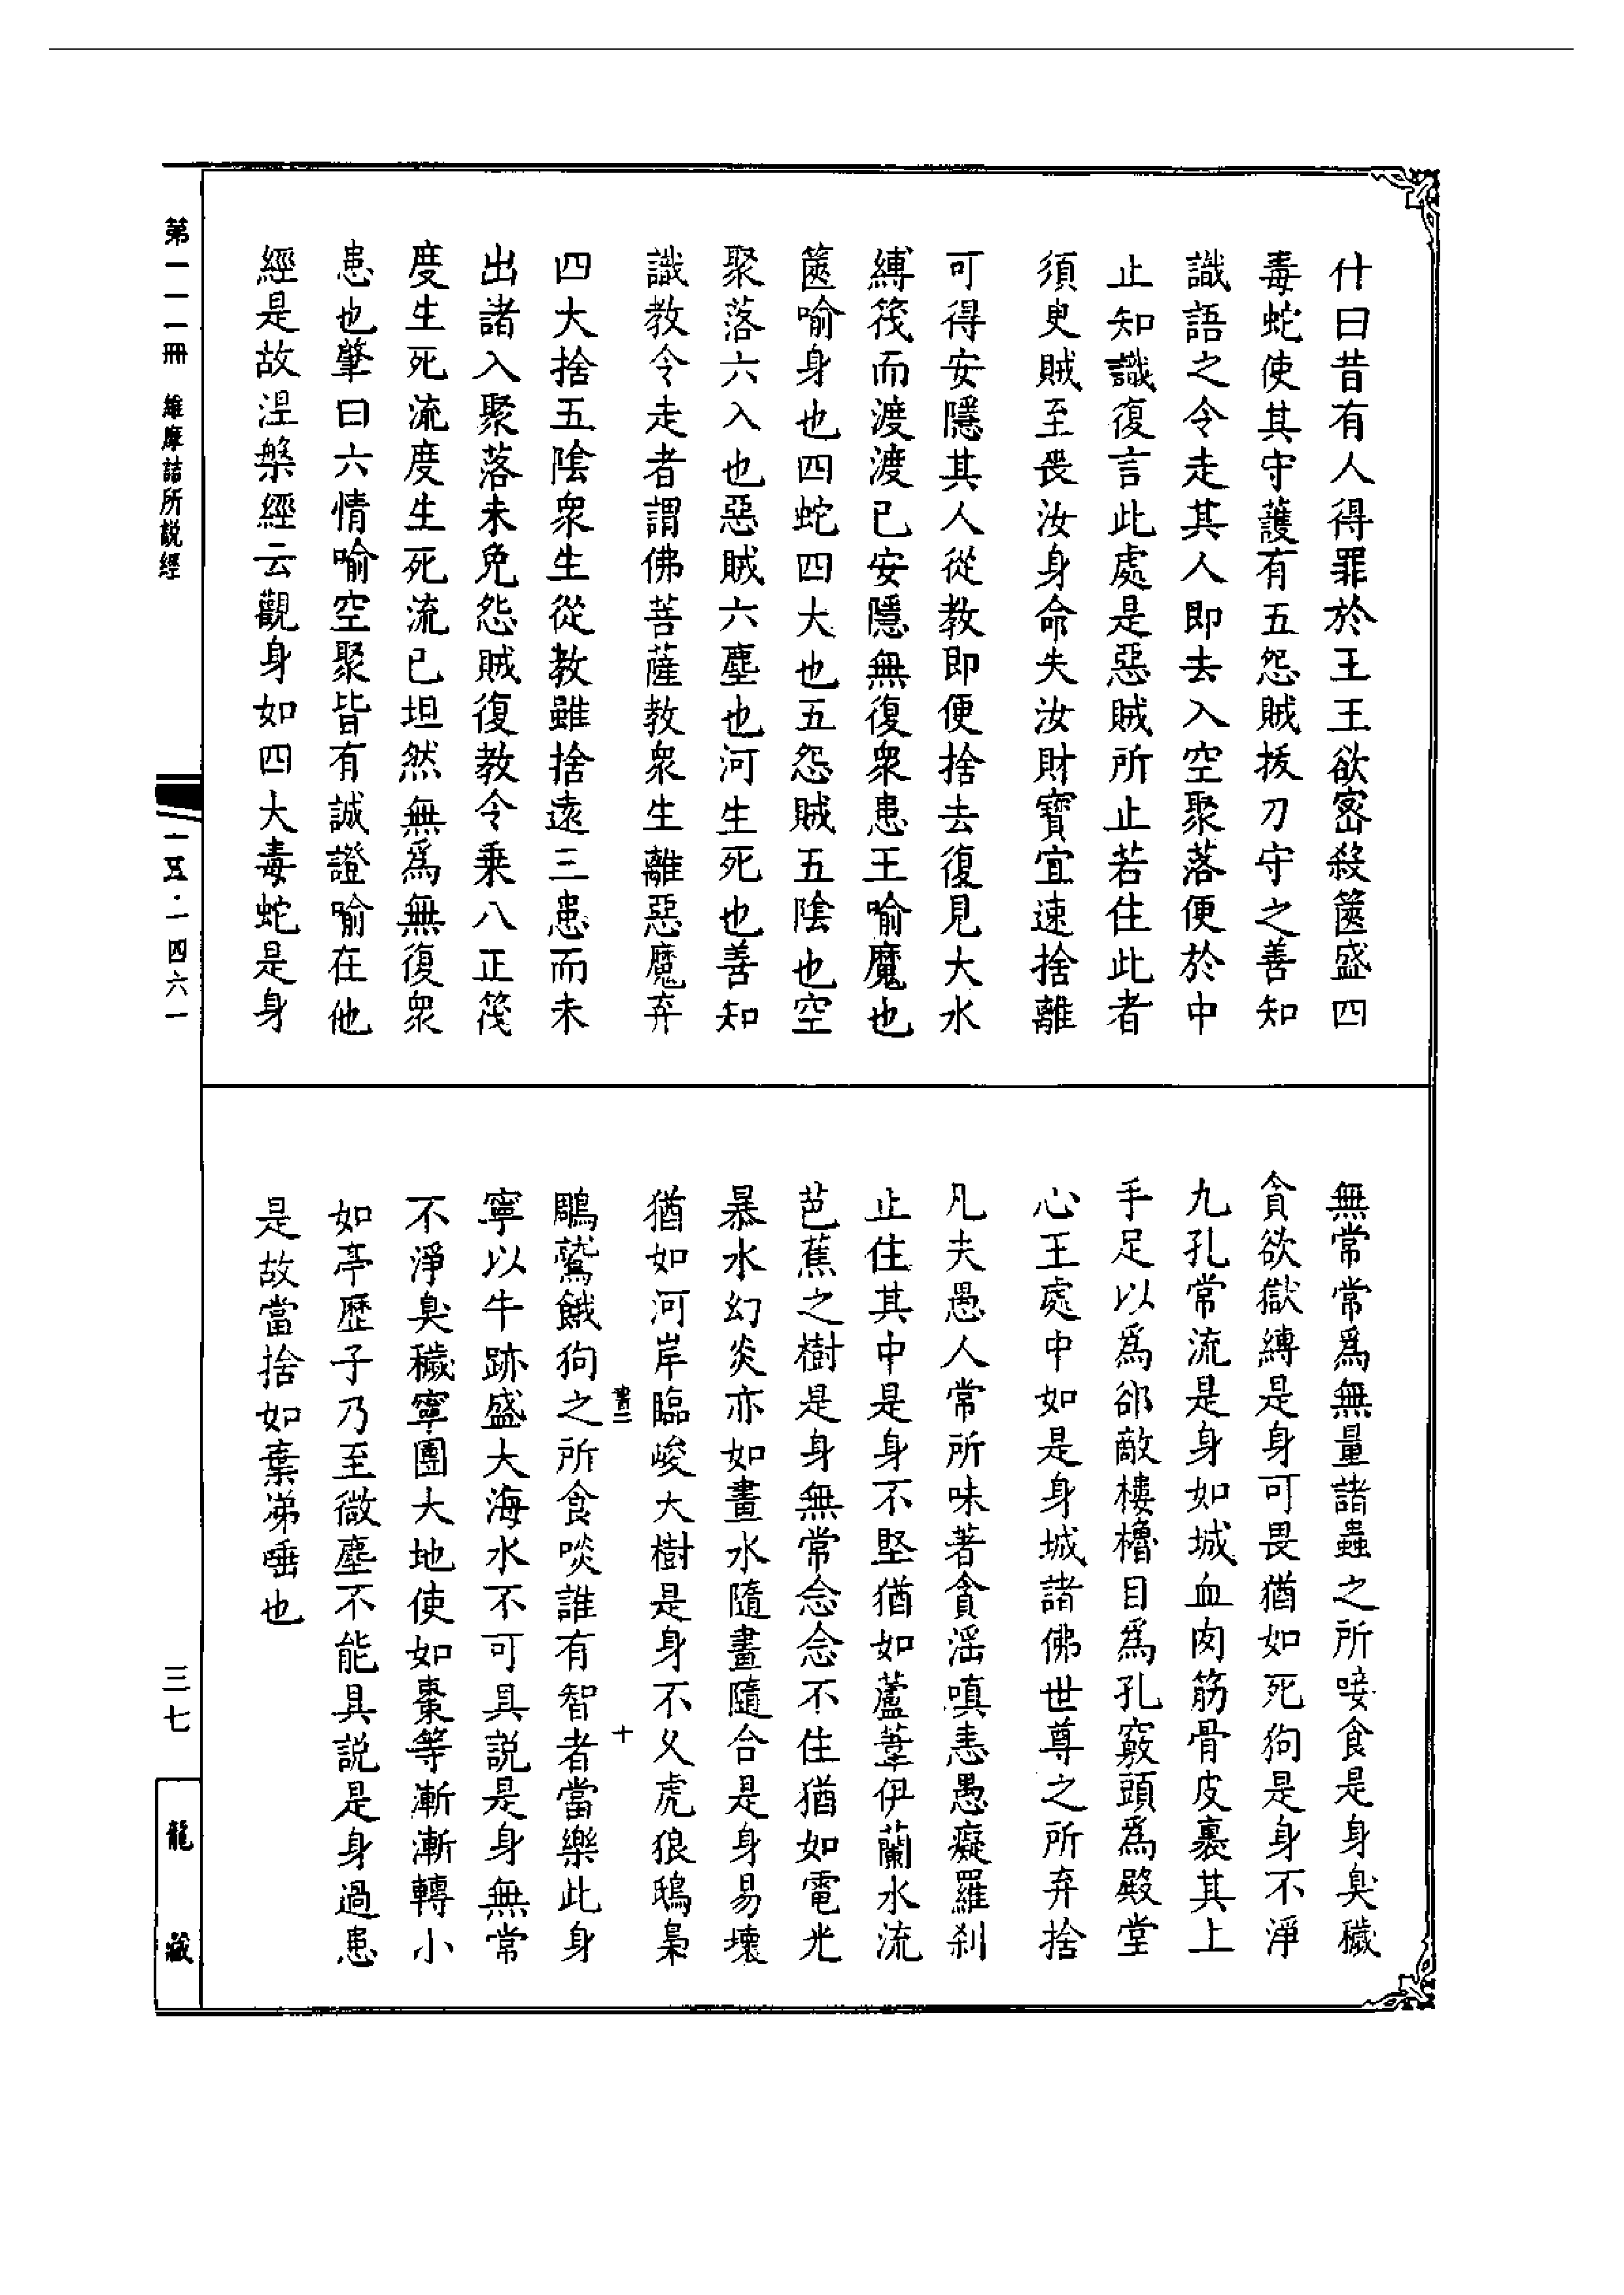 什曰昔有人得罪於王王欲密殺篋盛四
毒蛇使其守護有五怨賊拔刀守之善知
識語之令走其人即去入空聚落便於中
止知識復言此處是惡賊所止若住此者
須臾賊至喪汝身命失汝財寶宜速捨離
可得安隱其人從教即便捨去復見大水
縛筏而渡渡已安隱無復衆患王喻魔也
篋喻身也四蛇四大也五怨賊五陰也空
聚落六入也惡賊六塵也河生死也善知
識教令走者謂佛菩薩教衆生離惡魔弃
四大捨五陰衆生從教雖捨遠三患而未
出諸入聚落未免怨賊復教令乘八正筏
度生死流度生死流已坦然無為無復衆
患也肇曰六情喻空聚皆有誠證喻在他
經是故涅槃經云觀身如四大毒蛇是身
無常常爲無量諸蟲之所唼食是身臭穢
貪欲獄縛是身可畏猶如死狗是身不淨
九孔常流是身如城血肉筋骨皮裹其上
手足以爲郤敵樓櫓目爲孔竅頭爲殿堂
心王處中如是身城諸佛世尊之所弃捨
凡夫愚人常所味著貪淫嗔恚愚癡羅刹
止住其中是身不堅猶如蘆葦伊蘭水流
芭蕉之樹是身無常念念不住猶如電光
暴水幻炎亦如畫水隨畫隨合是身易壞
猶如河岸臨峻大樹是身不久虎狼鴟梟
鵰鷲餓狗之所食啖誰有智者當樂此身
寧以牛跡盛大海水不可具説是身無常
不淨臭穢寧團大地使如棗等漸漸轉小
如亭歷子乃至微塵不能具説是身過患
是故當捨如棄涕唾也
十
第一一一冊 維摩詰所説經
一五·一四六一
三七
龍藏